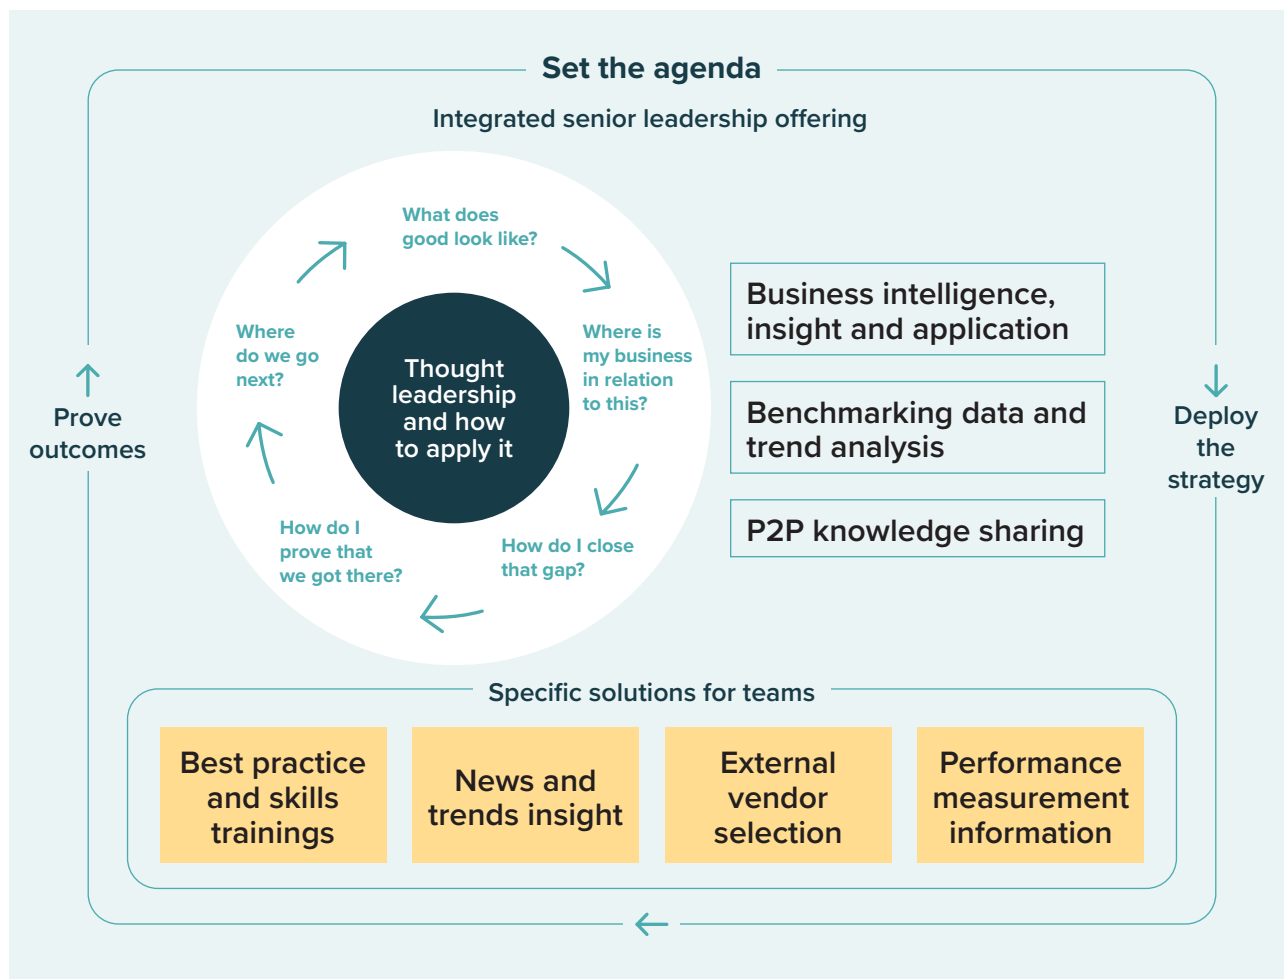 Set the agenda
Integrated senior leadership offering
What does
good look like?
Where is
my business
in relation
to this?
How do I close
that gap?
How do I
prove that
we got there?
Where
do we go
next?
Thought
leadership
and how
to apply it
Business intelligence,
insight and application
Benchmarking data and
trend analysis
P2P knowledge sharing
Deploy
the
strategy
Prove
outcomes
Specific solutions for teams
Best practice
and skills
trainings
News and
trends insight
External
vendor
selection
Performance
measurement
information